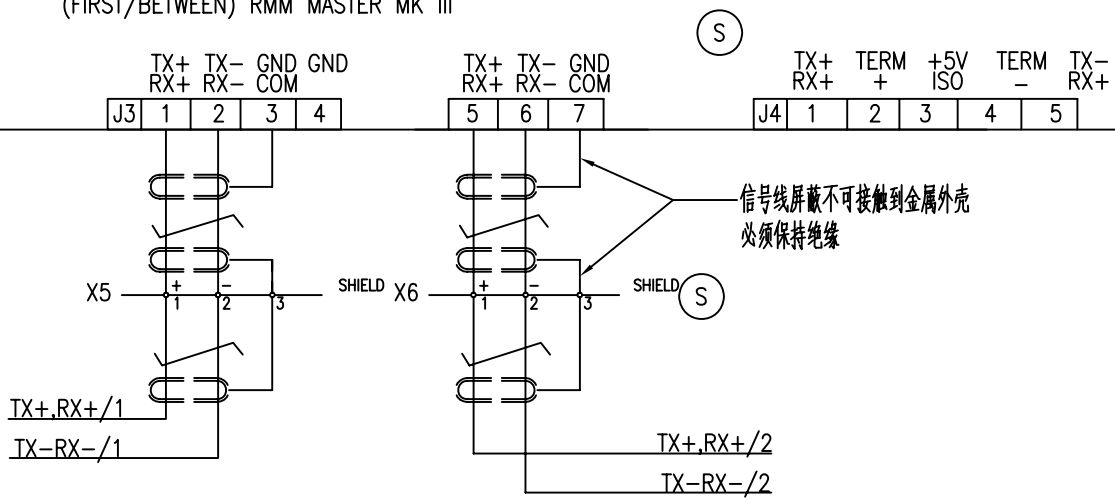 (FIRST/BETWEEN) RMM MASTER MK III
S
TX+ TX- GND GND
RX+ RX- COM
J3 1 2 3 4
TX+ TX- GND
RX+ RX- COM
5 6 7
TX+ TERM +5V TERM TX-
RX+ + ISO - RX+
J4 1 2 3 4 5
信号线屏蔽不可接触到金属外壳
必须保持绝缘
X5 + - SHIELD
1 2 3
X6 + - SHIELD S
1 2 3
TX+,RX+/1
TX-RX-/1
TX+,RX+/2
TX-RX-/2